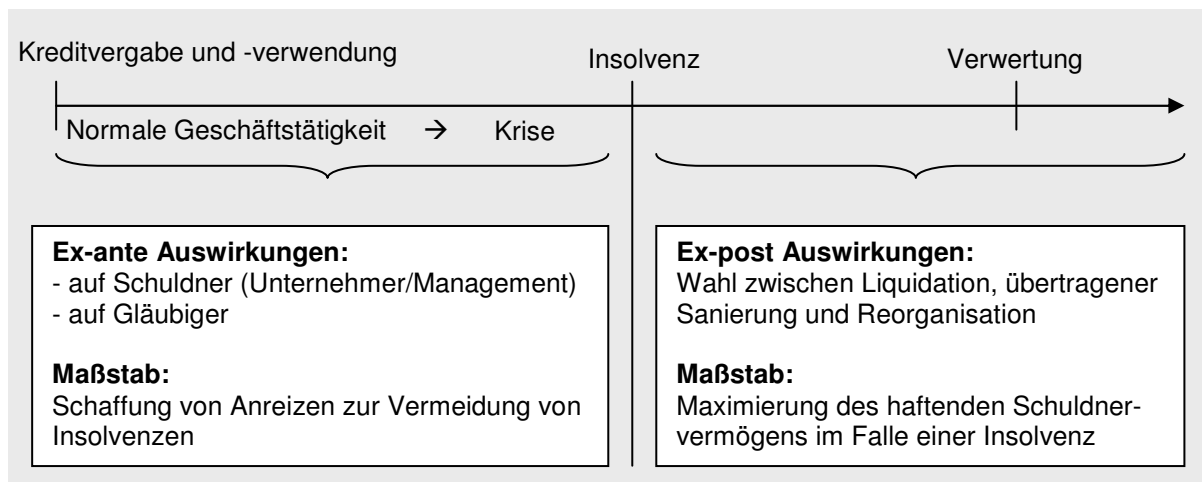 Kreditvergabe und -verwendung
Insolvenz
Verwertung
Normale Geschäftstätigkeit → Krise
Ex-ante Auswirkungen:
- auf Schuldner (Unternehmer/Management)
- auf Gläubiger
Maßstab:
Schaffung von Anreizen zur Vermeidung von
Insolvenzen
Ex-post Auswirkungen:
Wahl zwischen Liquidation, übertragener
Sanierung und Reorganisation
Maßstab:
Maximierung des haftenden Schuldner-
vermögens im Falle einer Insolvenz